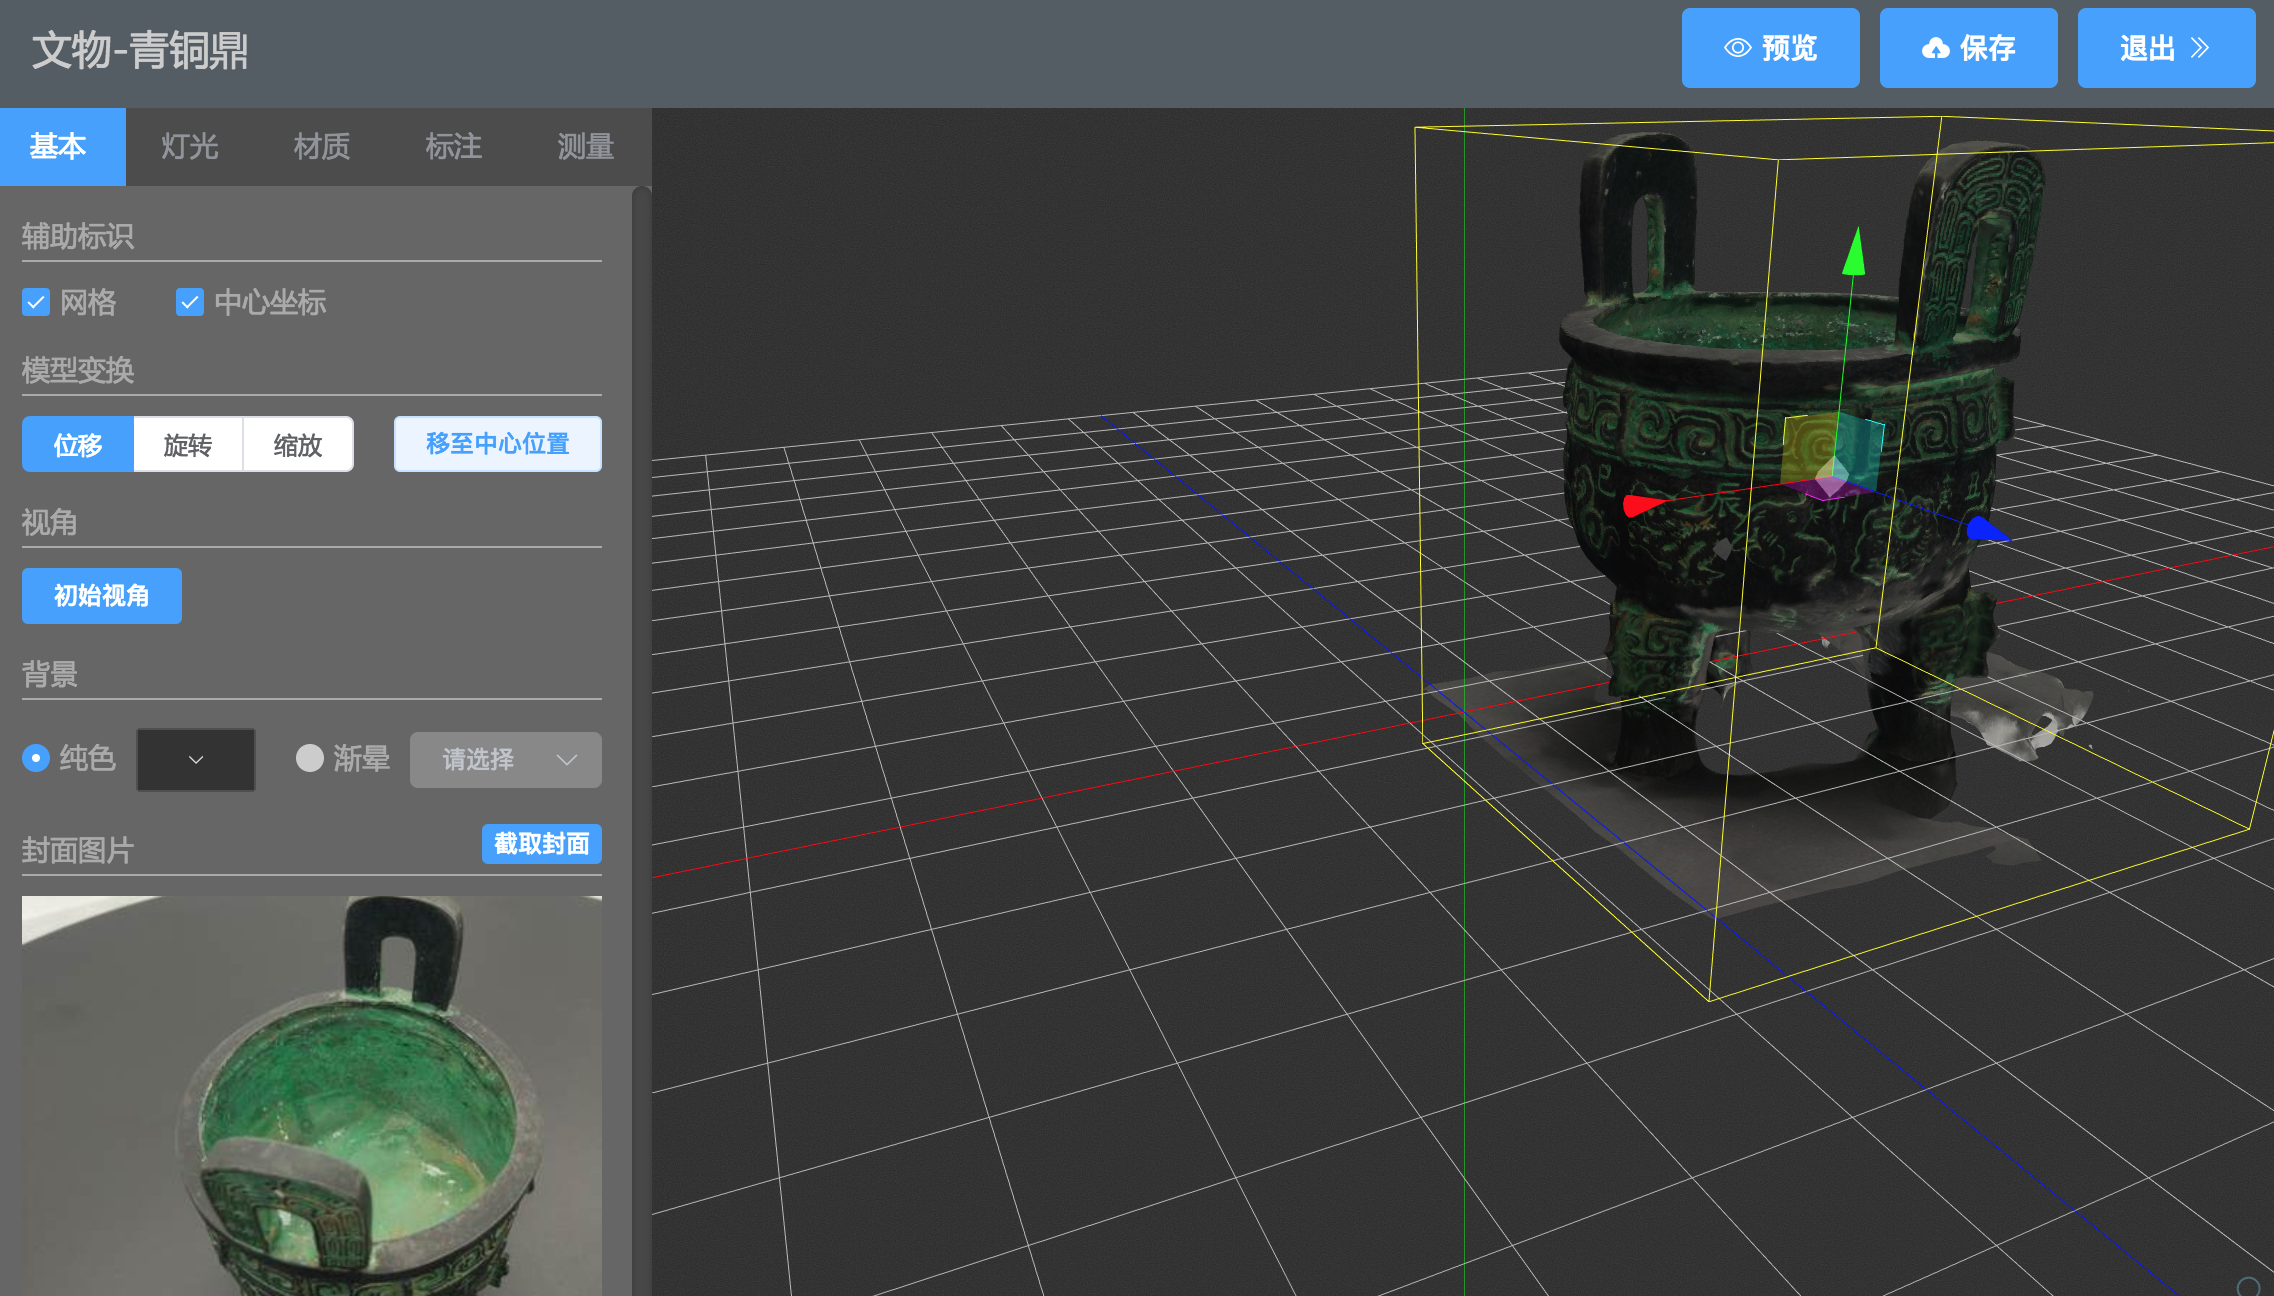 文物-青铜鼎
预览 保存 退出
基本 灯光 材质 标注 测量
辅助标识
网格 中心坐标
模型变换
位移 旋转 缩放 移至中心位置
视角
初始视角
背景
纯色 渐晕 请选择
封面图片 截取封面